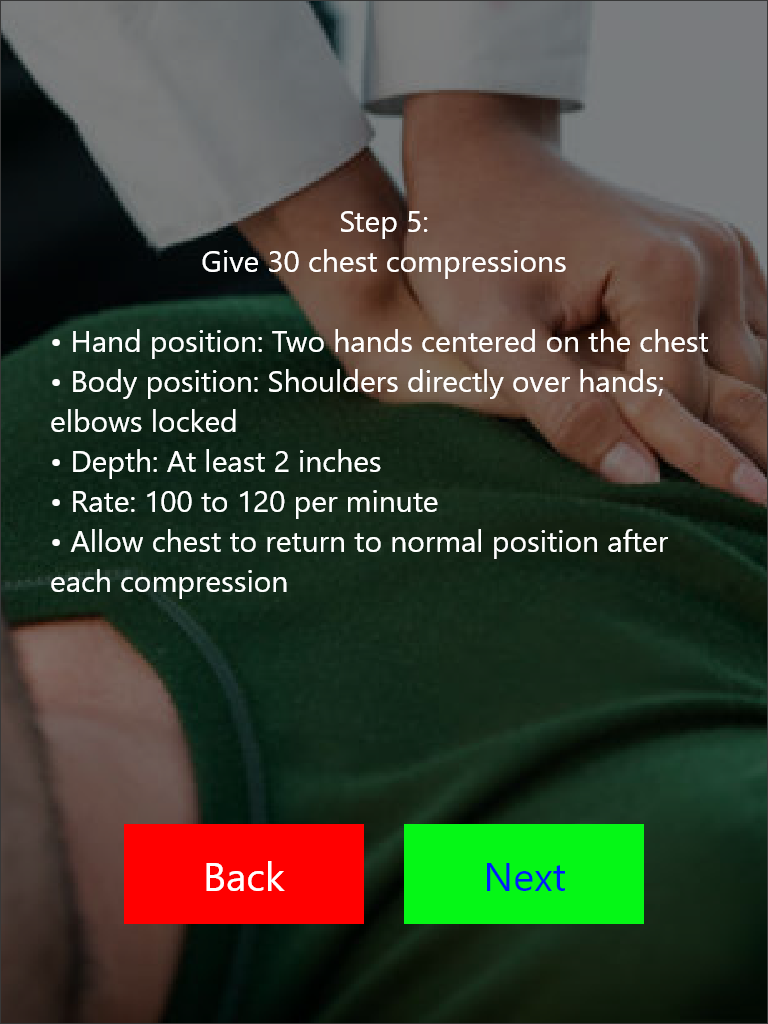 Step 5:
Give 30 chest compressions
• Hand position: Two hands centered on the chest
• Body position: Shoulders directly over hands;
elbows locked
• Depth: At least 2 inches
• Rate: 100 to 120 per minute
• Allow chest to return to normal position after
each compression
Back
Next